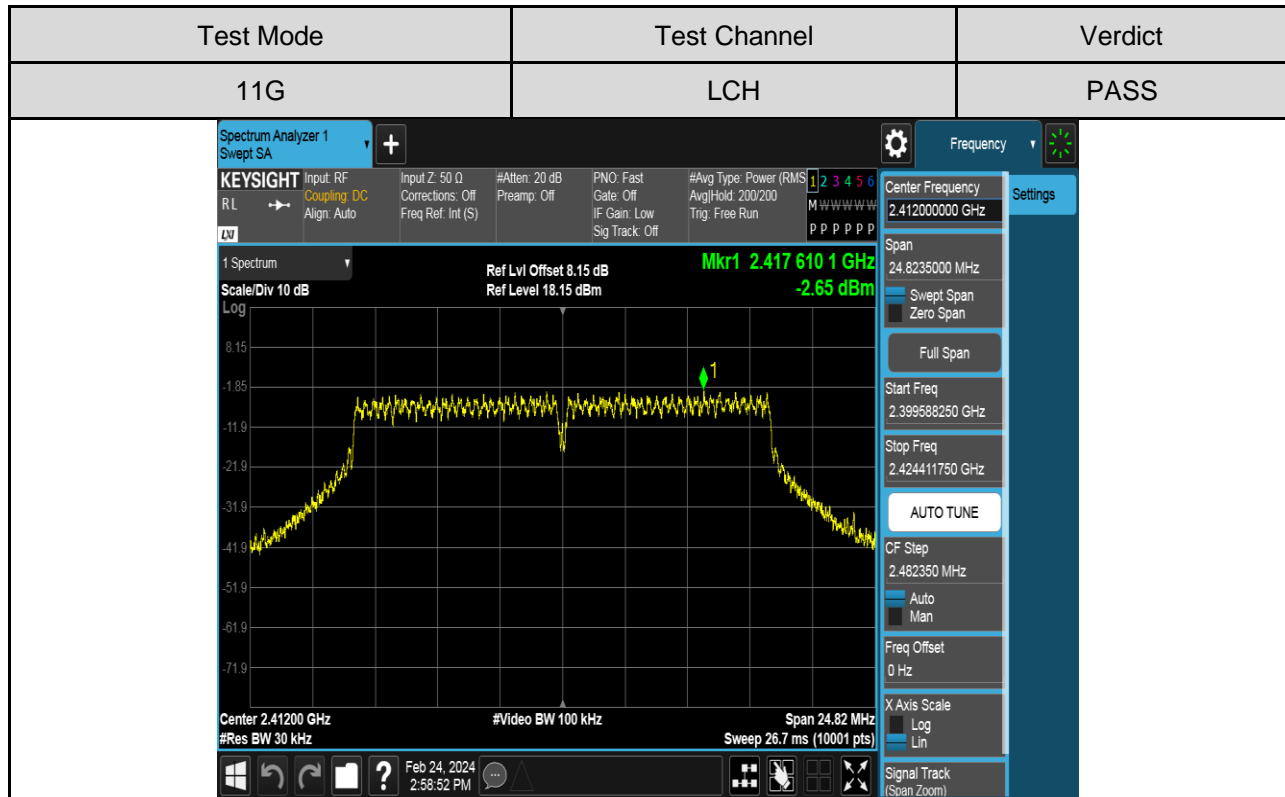 Test Mode Test Channel Verdict
11G LCH PASS
Spectrum Analyzer 1
Swept SA
+
Frequency
KEYSIGHT Input: RF Input Z: 50 Ω #Atten: 20 dB PNO: Fast #Avg Type: Power (RMS 1 2 3 4 5 6
RL Coupling: DC Corrections: Off Preamp: Off Gate: Off Avg|Hold: 200/200 M W W W W W
Align: Auto Freq Ref: Int (S) IF Gain: Low Trig: Free Run
LXI Sig Track: Off P P P P P P
1 Spectrum Ref Lvl Offset 8.15 dB Mkr1 2.417 610 1 GHz
Scale/Div 10 dB Ref Level 18.15 dBm -2.65 dBm
Log
8.15
1
-1.85
-11.9
-21.9
-31.9
-41.9
-51.9
-61.9
-71.9
Center 2.41200 GHz #Video BW 100 kHz Span 24.82 MHz
#Res BW 30 kHz Sweep 26.7 ms (10001 pts)
?
Feb 24, 2024
2:58:52 PM
Center Frequency
2.412000000 GHz
Settings
Span
24.8235000 MHz
Swept Span
Zero Span
Full Span
Start Freq
2.399588250 GHz
Stop Freq
2.424411750 GHz
AUTO TUNE
CF Step
2.482350 MHz
Auto
Man
Freq Offset
0 Hz
X Axis Scale
Log
Lin
Signal Track
(Span Zoom)